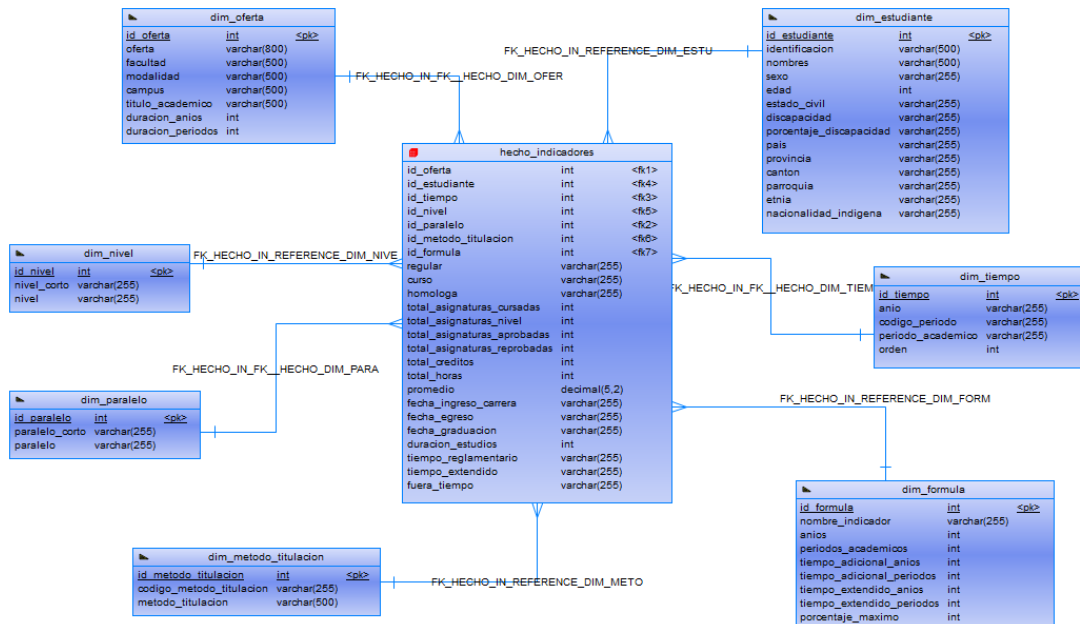 dim_oferta
id_oferta int <pk>
oferta varchar(800)
facultad varchar(500)
modalidad varchar(500)
campus varchar(500)
titulo_academico varchar(500)
duracion_anios int
duracion_periodos int
FK_HECHO_IN_FK__HECHO_DIM_OFER
FK_HECHO_IN_REFERENCE_DIM_ESTU
dim_estudiante
id_estudiante int <pk>
identificacion varchar(500)
nombres varchar(500)
sexo varchar(255)
edad int
estado_civil varchar(255)
discapacidad varchar(255)
porcentaje_discapacidad varchar(255)
pais varchar(255)
provincia varchar(255)
canton varchar(255)
parroquia varchar(255)
etnia varchar(255)
nacionalidad_indigena varchar(255)
hecho_indicadores
id_oferta int <fk1>
id_estudiante int <fk4>
id_tiempo int <fk3>
id_nivel int <fk5>
id_paralelo int <fk2>
id_metodo_titulacion int <fk6>
id_formula int <fk7>
regular varchar(255)
curso varchar(255)
homologa varchar(255)
total_asignaturas_cursadas int
total_asignaturas_nivel int
total_asignaturas_aprobadas int
total_asignaturas_reprobadas int
total_creditos int
total_horas int
promedio decimal(5,2)
fecha_ingreso_carrera varchar(255)
fecha_egreso varchar(255)
fecha_graduacion varchar(255)
duracion_estudios int
tiempo_reglamentario varchar(255)
tiempo_extendido varchar(255)
fuera_tiempo varchar(255)
dim_nivel
id_nivel int <pk>
nivel_corto varchar(255)
nivel varchar(255)
FK_HECHO_IN_REFERENCE_DIM_NIVE
FK_HECHO_IN_FK__HECHO_DIM_TIEM
dim_tiempo
id_tiempo int <pk>
anio varchar(255)
codigo_periodo varchar(255)
periodo_academico varchar(255)
orden int
FK_HECHO_IN_FK__HECHO_DIM_PARA
dim_paralelo
id_paralelo int <pk>
paralelo_corto varchar(255)
paralelo varchar(255)
FK_HECHO_IN_REFERENCE_DIM_FORM
dim_formula
id_formula int <pk>
nombre_indicador varchar(255)
anios int
periodos_academicos int
tiempo_adicional_anios int
tiempo_adicional_periodos int
tiempo_extendido_anios int
tiempo_extendido_periodos int
porcentaje_maximo int
dim_metodo_titulacion
id_metodo_titulacion int <pk>
codigo_metodo_titulacion varchar(255)
metodo_titulacion varchar(500)
FK_HECHO_IN_REFERENCE_DIM_METO